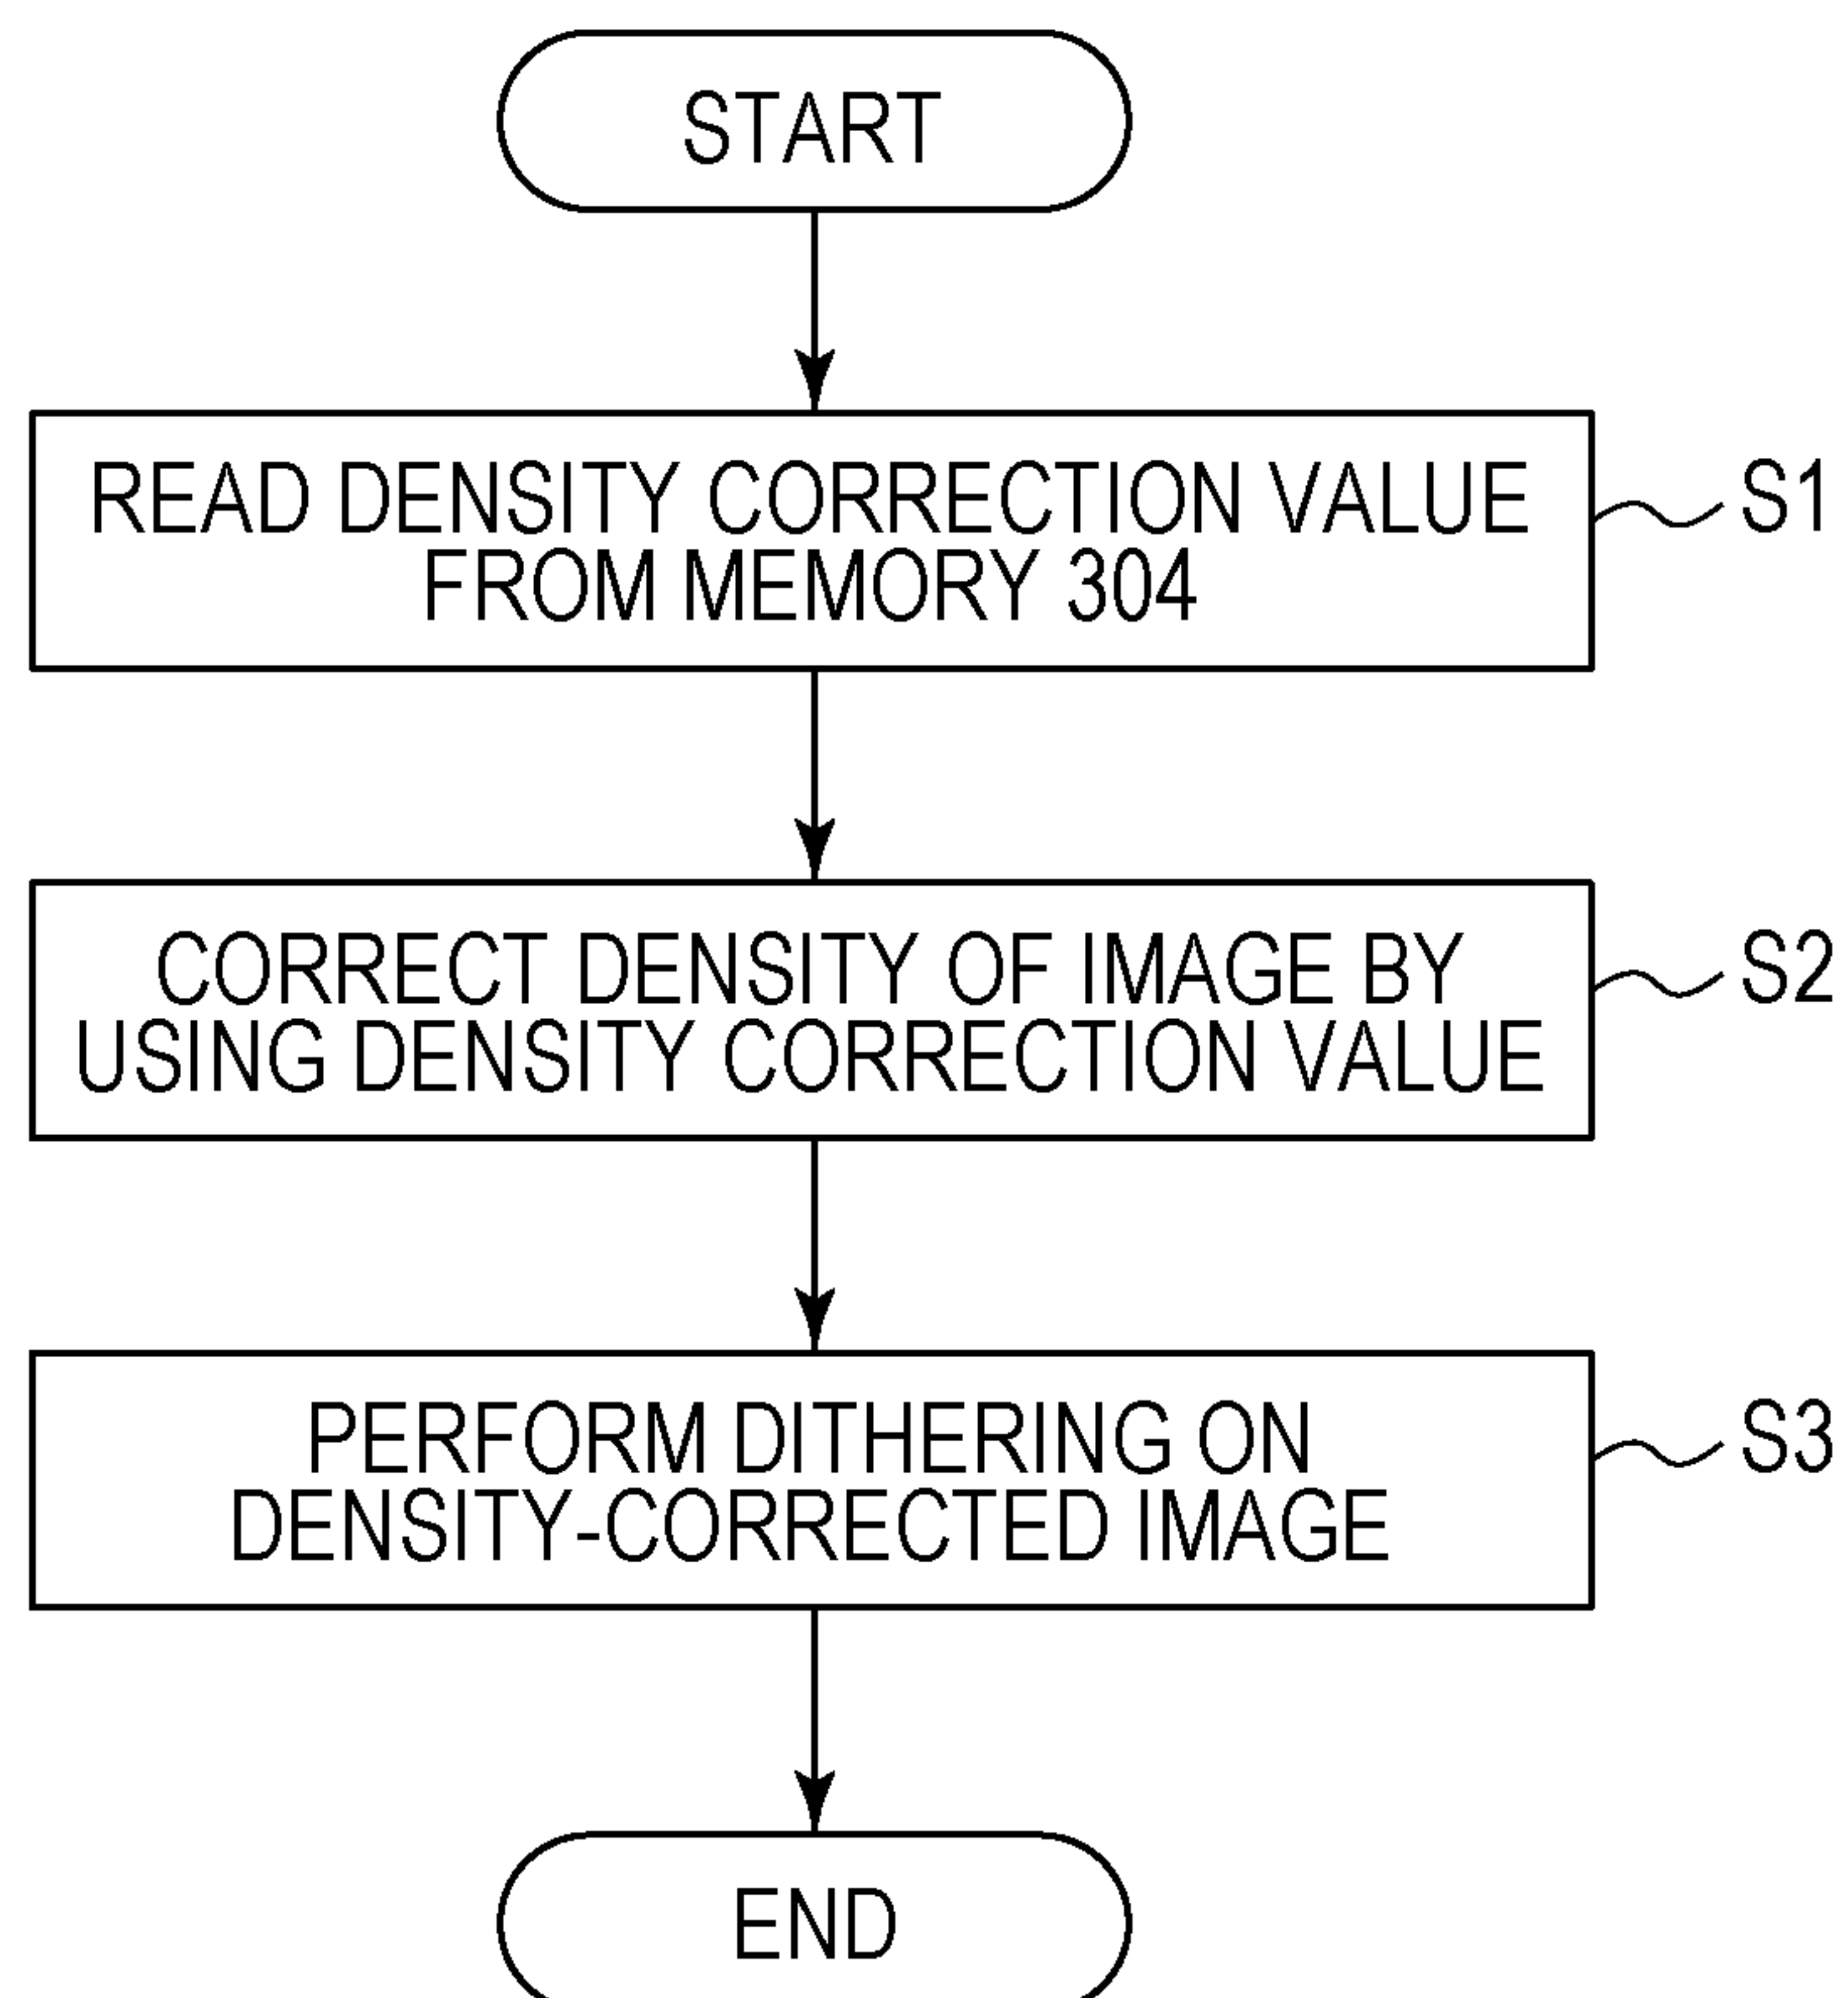 START
READ DENSITY CORRECTION VALUE
FROM MEMORY 304
S1
CORRECT DENSITY OF IMAGE BY
USING DENSITY CORRECTION VALUE
S2
PERFORM DITHERING ON
DENSITY-CORRECTED IMAGE
S3
END